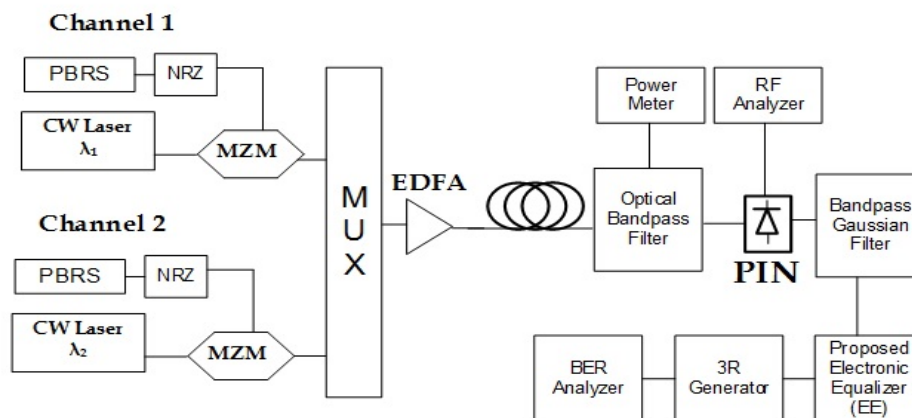 Channel 1
PBRS
NRZ
CW Laser
λ1
MZM
Channel 2
PBRS
NRZ
CW Laser
λ2
MZM
MUX
EDFA
Power
Meter
RF
Analyzer
Optical
Bandpass
Filter
PIN
Bandpass
Gaussian
Filter
BER
Analyzer
3R
Generator
Proposed
Electronic
Equalizer
(EE)